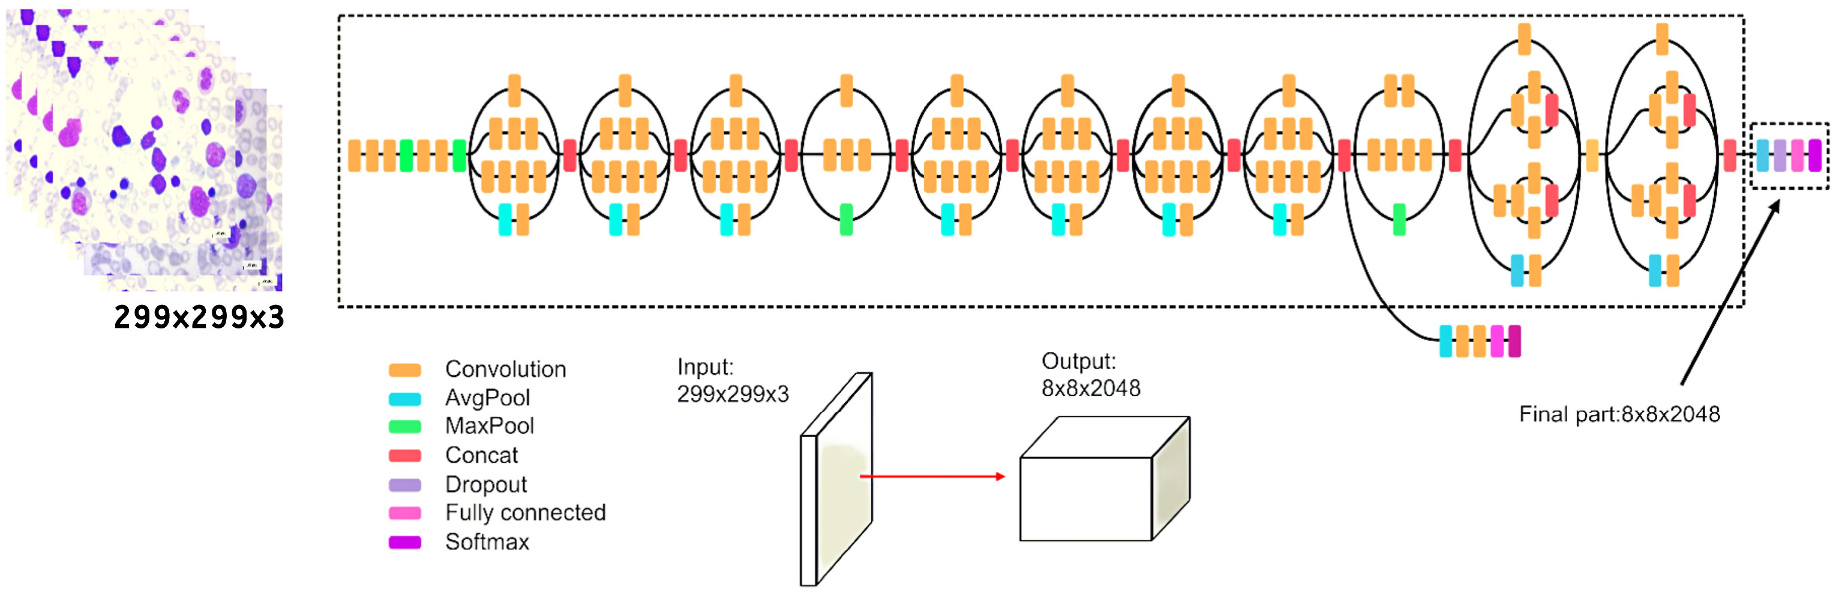 299x299x3
Convolution
AvgPool
MaxPool
Concat
Dropout
Fully connected
Softmax
Input:
299x299x3
Output:
8x8x2048
Final part:8x8x2048